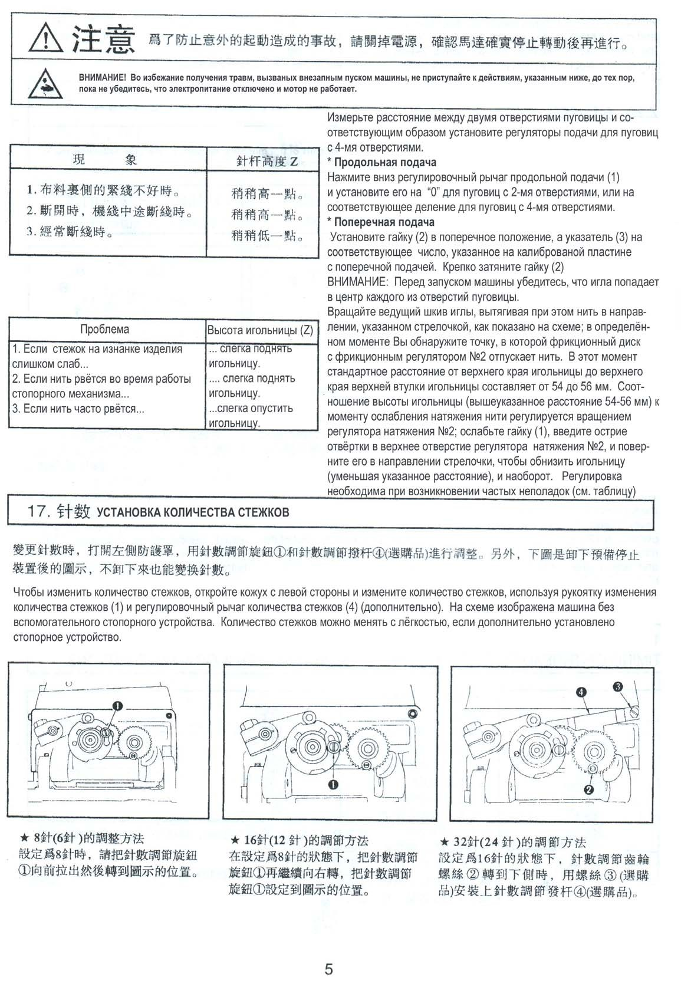 注意 爲了防止意外的起動造成的事故，請關掉電源，確認馬達確實停止轉動後再進行。
ВНИМАНИЕ! Во избежание получения травм, вызваных внезапным пуском машины, не приступайте к действиям, указанным ниже, до тех пор,
пока не убедитесь, что электропитание отключено и мотор не работает.
現 象 針杆高度 Z
1. 布料裏側的緊綫不好時。 稍稍高一點。
2. 斷開時，機綫中途斷綫時。 稍稍高一點。
3. 經常斷綫時。 稍稍低一點。
Проблема Высота игольницы (Z)
1. Если стежок на изнанке изделия ... слегка поднять
слишком слаб... игольницу.
2. Если нить рвётся во время работы .... слегка поднять
стопорного механизма... игольницу.
3. Если нить часто рвётся... ...слегка опустить
игольницу.
Измерьте расстояние между двумя отверстиями пуговицы и со-
ответствующим образом установите регуляторы подачи для пуговиц
с 4-мя отверстиями.
* Продольная подача
Нажмите вниз регулировочный рычаг продольной подачи (1)
и установите его на “0” для пуговиц с 2-мя отверстиями, или на
соответствующее деление для пуговиц с 4-мя отверстиями.
* Поперечная подача
Установите гайку (2) в поперечное положение, а указатель (3) на
соответствующее число, указанное на калиброваной пластине
с поперечной подачей. Крепко затяните гайку (2)
ВНИМАНИЕ: Перед запуском машины убедитесь, что игла попадает
в центр каждого из отверстий пуговицы.
Вращайте ведущий шкив иглы, вытягивая при этом нить в направ-
лении, указанном стрелочкой, как показано на схеме; в определён-
ном моменте Вы обнаружите точку, в которой фрикционный диск
с фрикционным регулятором №2 отпускает нить. В этот момент
стандартное расстояние от верхнего края игольницы до верхнего
края верхней втулки игольницы составляет от 54 до 56 мм. Соот-
ношение высоты игольницы (вышеуказанное расстояние 54-56 мм) к
моменту ослабления натяжения нити регулируется вращением
регулятора натяжения №2; ослабьте гайку (1), введите острие
отвёртки в верхнее отверстие регулятора натяжения №2, и повер-
ните его в направлении стрелочки, чтобы обнизить игольницу
(уменьшая указанное расстояние), и наоборот. Регулировка
необходима при возникновении частых неполадок (см. таблицу)
17. 针数 УСТАНОВКА КОЛИЧЕСТВА СТЕЖКОВ
變更針數時，打開左側防護罩，用針數調節旋鈕①和針數調節撥杆④(選購品)進行調整。另外，下圖是卸下預備停止
裝置後的圖示，不卸下來也能變换針數。
Чтобы изменить количество стежков, откройте кожух с левой стороны и измените количество стежков, используя рукоятку изменения
количества стежков (1) и регулировочный рычаг количества стежков (4) (дополнительно). На схеме изображена машина без
вспомогательного стопорного устройства. Количество стежков можно менять с лёгкостью, если дополнительно установлено
стопорное устройство.
❶
❶
❹ ❸
❷
★ 8針(6針 )的調整方法
設定爲8針時，請把針數調節旋鈕
①向前拉出然後轉到圖示的位置。
★ 16針(12 針 )的調節方法
在設定爲8針的狀態下，把針數調節
旋鈕①再繼續向右轉，把針數調節
旋鈕①設定到圖示的位置。
★ 32針(24 針 )的調節方法
設定爲16針的狀態下，針數調節齒輪
螺絲②轉到下側時，用螺絲③(選購
品)安裝上針數調節發杆④(選購品)。
5